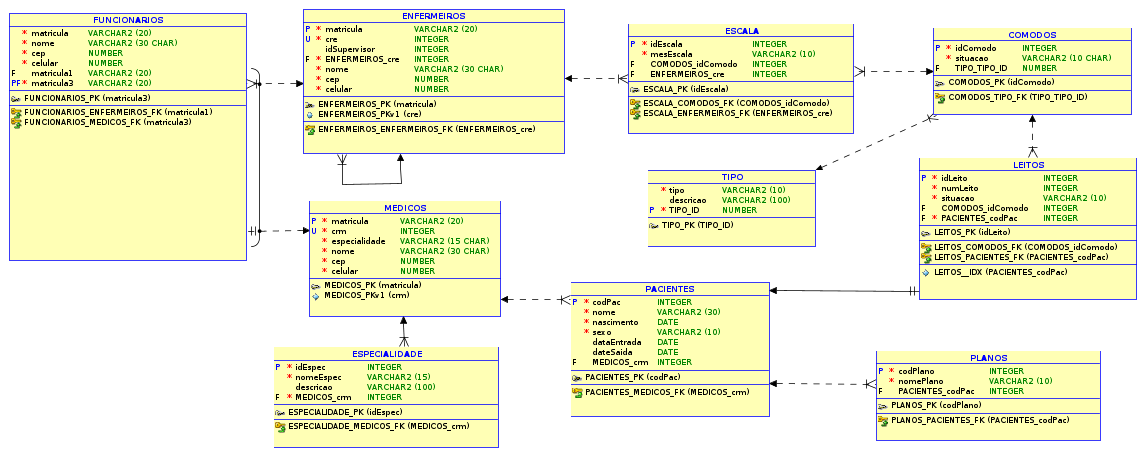 FUNCIONARIOS
* matricula VARCHAR2 (20)
* nome VARCHAR2 (30 CHAR)
* cep NUMBER
* celular NUMBER
F matricula1 VARCHAR2 (20)
PF* matricula3 VARCHAR2 (20)
FUNCIONARIOS_PK (matricula3)
FUNCIONARIOS_ENFERMEIROS_FK (matricula1)
FUNCIONARIOS_MEDICOS_FK (matricula3)
ENFERMEIROS
P * matricula VARCHAR2 (20)
U * cre INTEGER
idSupervisor INTEGER
F * ENFERMEIROS_cre INTEGER
* nome VARCHAR2 (30 CHAR)
* cep NUMBER
* celular NUMBER
ENFERMEIROS_PK (matricula)
ENFERMEIROS_PKv1 (cre)
ENFERMEIROS_ENFERMEIROS_FK (ENFERMEIROS_cre)
ESCALA
P * idEscala INTEGER
* mesEscala VARCHAR2 (10)
F COMODOS_idComodo INTEGER
F ENFERMEIROS_cre INTEGER
ESCALA_PK (idEscala)
ESCALA_COMODOS_FK (COMODOS_idComodo)
ESCALA_ENFERMEIROS_FK (ENFERMEIROS_cre)
COMODOS
P * idComodo INTEGER
* situacao VARCHAR2 (10 CHAR)
F TIPO_TIPO_ID NUMBER
COMODOS_PK (idComodo)
COMODOS_TIPO_FK (TIPO_TIPO_ID)
TIPO
* tipo VARCHAR2 (10)
descricao VARCHAR2 (100)
P * TIPO_ID NUMBER
TIPO_PK (TIPO_ID)
LEITOS
P * idLeito INTEGER
* numLeito INTEGER
* situacao VARCHAR2 (10)
F COMODOS_idComodo INTEGER
F * PACIENTES_codPac INTEGER
LEITOS_PK (idLeito)
LEITOS_COMODOS_FK (COMODOS_idComodo)
LEITOS_PACIENTES_FK (PACIENTES_codPac)
LEITOS__IDX (PACIENTES_codPac)
MEDICOS
P * matricula VARCHAR2 (20)
U * crm INTEGER
* especialidade VARCHAR2 (15 CHAR)
* nome VARCHAR2 (30 CHAR)
* cep NUMBER
* celular NUMBER
MEDICOS_PK (matricula)
MEDICOS_PKv1 (crm)
PACIENTES
P * codPac INTEGER
* nome VARCHAR2 (30)
* nascimento DATE
* sexo VARCHAR2 (10)
dataEntrada DATE
dateSaida DATE
F MEDICOS_crm INTEGER
PACIENTES_PK (codPac)
PACIENTES_MEDICOS_FK (MEDICOS_crm)
ESPECIALIDADE
P * idEspec INTEGER
* nomeEspec VARCHAR2 (15)
descricao VARCHAR2 (100)
F * MEDICOS_crm INTEGER
ESPECIALIDADE_PK (idEspec)
ESPECIALIDADE_MEDICOS_FK (MEDICOS_crm)
PLANOS
P * codPlano INTEGER
* nomePlano VARCHAR2 (10)
F PACIENTES_codPac INTEGER
PLANOS_PK (codPlano)
PLANOS_PACIENTES_FK (PACIENTES_codPac)